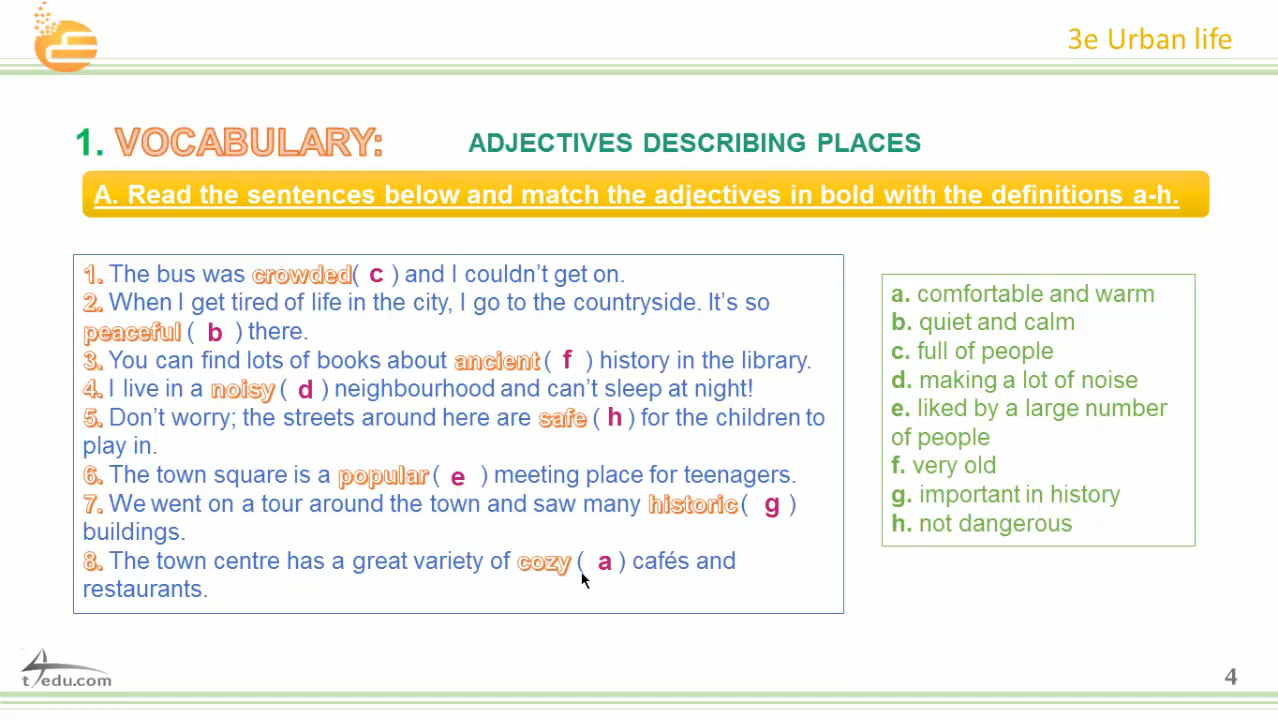 3e Urban life
1. VOCABULARY: ADJECTIVES DESCRIBING PLACES
A. Read the sentences below and match the adjectives in bold with the definitions a-h.
1. The bus was crowded( c ) and I couldn't get on.
2. When I get tired of life in the city, I go to the countryside. It's so
peaceful ( b ) there.
3. You can find lots of books about ancient ( f ) history in the library.
4. I live in a noisy ( d ) neighbourhood and can't sleep at night!
5. Don't worry; the streets around here are safe ( h ) for the children to
play in.
6. The town square is a popular ( e ) meeting place for teenagers.
7. We went on a tour around the town and saw many historic ( g )
buildings.
8. The town centre has a great variety of cozy ( a ) cafés and
restaurants.
a. comfortable and warm
b. quiet and calm
c. full of people
d. making a lot of noise
e. liked by a large number
of people
f. very old
g. important in history
h. not dangerous
t4edu.com
4